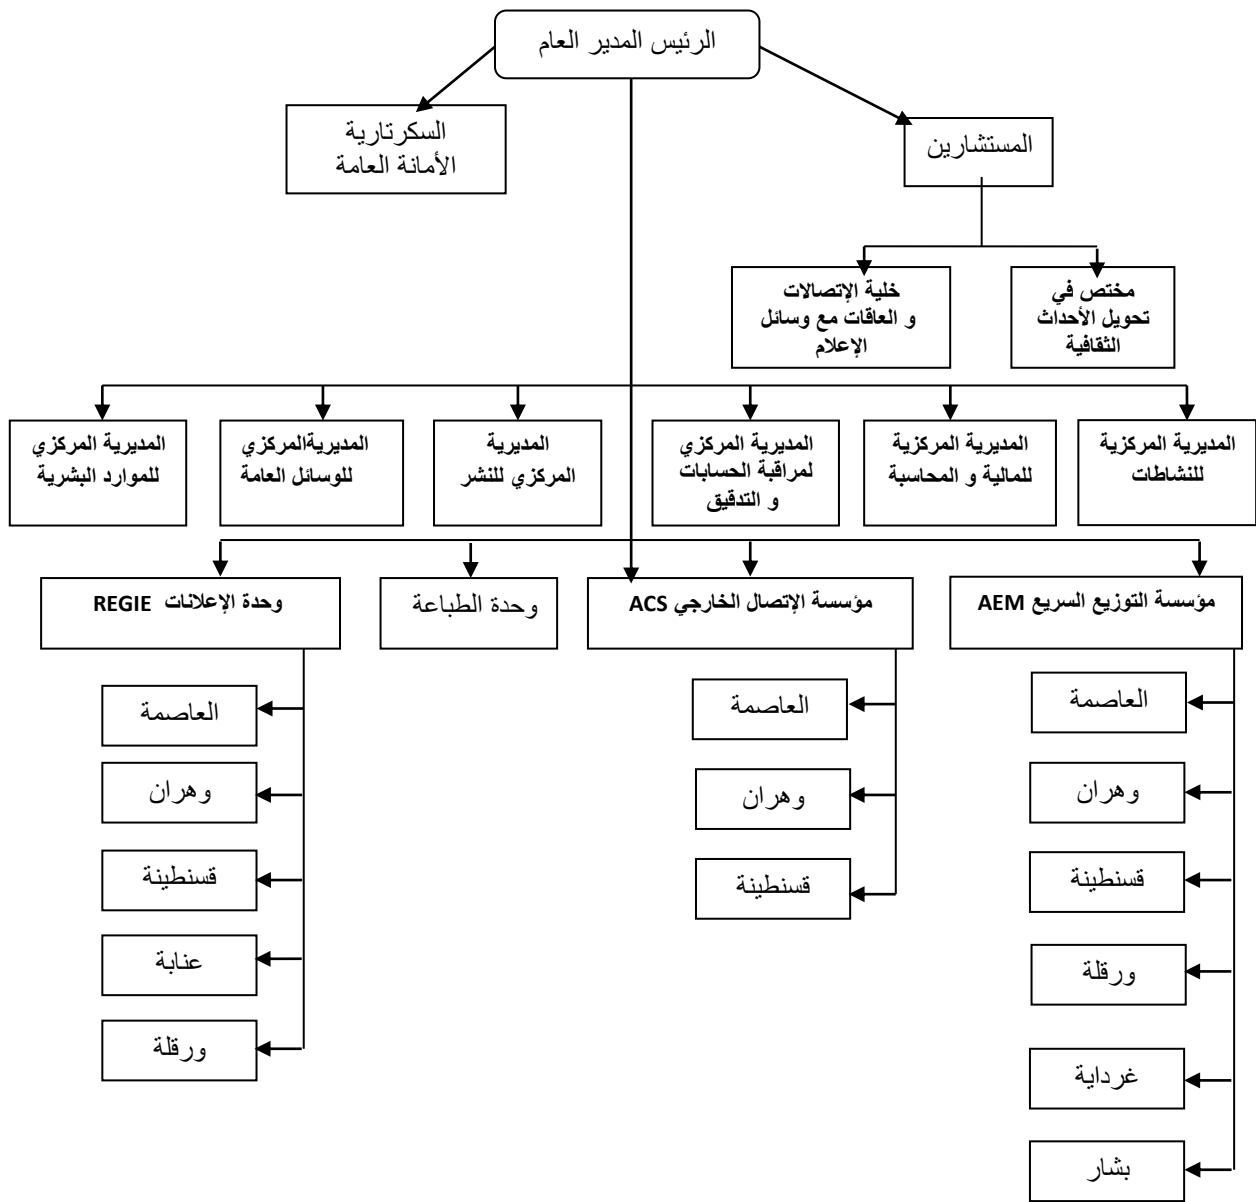 الرئيس المدير العام
السكرتارية
الأمانة العامة
المستشارين
مختص في
تحويل الأحداث
الثقافية
خلية الإتصالات
و العاقات مع وسائل
الإعلام
المديرية المركزية
للنشاطات
المديرية المركزية
للمالية و المحاسبة
المديرية المركزي
لمراقبة الحسابات
و التدقيق
المديرية
المركزي للنشر
المديريةالمركزي
للوسائل العامة
المديرية المركزي
للموارد البشرية
مؤسسة التوزيع السريع AEM
مؤسسة الإتصال الخارجي ACS
وحدة الطباعة
وحدة الإعلانات REGIE
العاصمة
وهران
قسنطينة
ورقلة
غرداية
بشار
العاصمة
وهران
قسنطينة
العاصمة
وهران
قسنطينة
عنابة
ورقلة